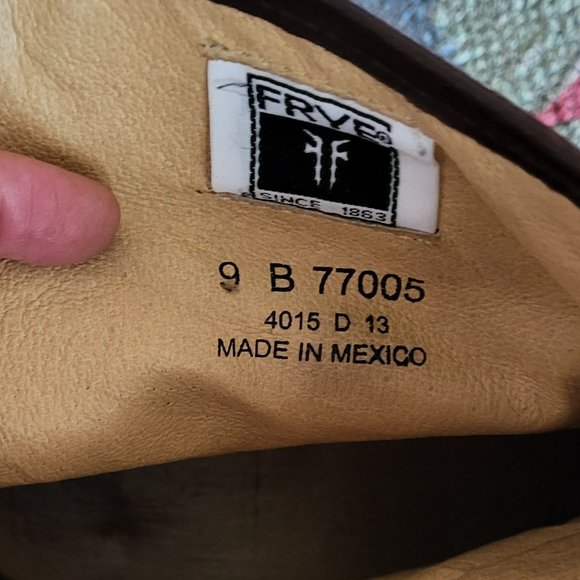 FRYE®
SINCE 1863
9 B 77005
4015 D 13
MADE IN MEXICO